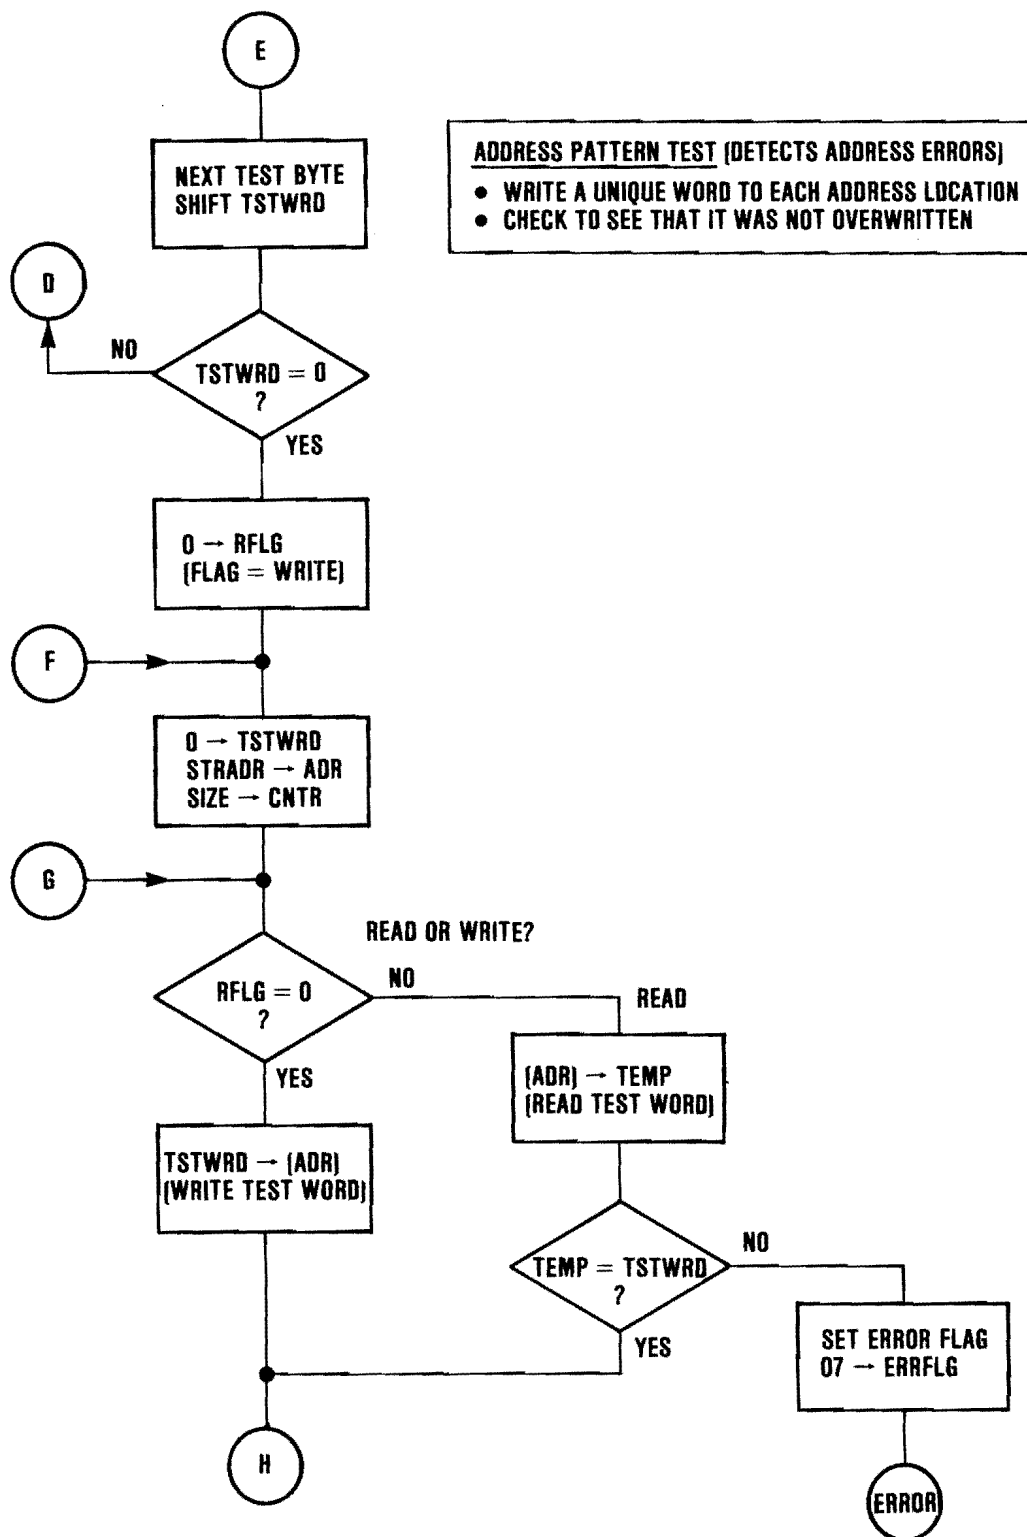 E
ADDRESS PATTERN TEST (DETECTS ADDRESS ERRORS)
• WRITE A UNIQUE WORD TO EACH ADDRESS LOCATION
• CHECK TO SEE THAT IT WAS NOT OVERWRITTEN
NEXT TEST BYTE
SHIFT TSTWRD
D
NO
TSTWRD = 0
?
YES
0 → RFLG
(FLAG = WRITE)
F
0 → TSTWRD
STRADR → ADR
SIZE → CNTR
G
READ OR WRITE?
RFLG = 0
?
NO
READ
YES
(ADR) → TEMP
(READ TEST WORD)
TSTWRD → (ADR)
(WRITE TEST WORD)
TEMP = TSTWRD
?
NO
YES
SET ERROR FLAG
07 → ERRFLG
H
ERROR